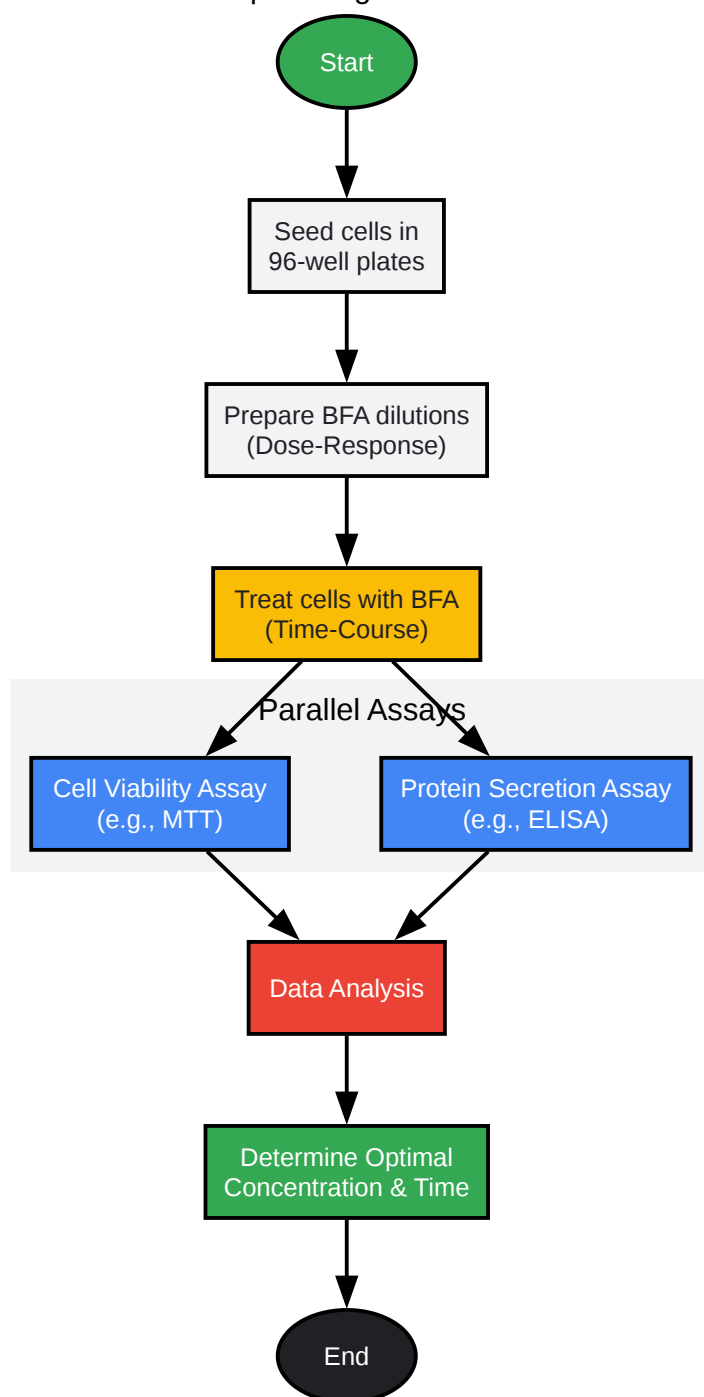 Start
Seed cells in
96-well plates
Prepare BFA dilutions
(Dose-Response)
Treat cells with BFA
(Time-Course)
Parallel Assays
Cell Viability Assay
(e.g., MTT)
Protein Secretion Assay
(e.g., ELISA)
Data Analysis
Determine Optimal
Concentration & Time
End